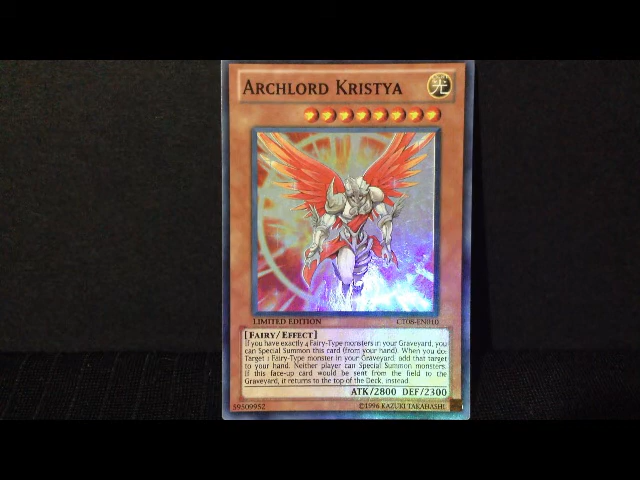 ARCHLORD KRISTYA
光
LIMITED EDITION CT08-EN010
[FAIRY/EFFECT]
If you have exactly 4 Fairy-Type monsters in your Graveyard, you
can Special Summon this card (from your hand). When you do:
Target 1 Fairy-Type monster in your Graveyard, add that target
to your hand. Neither player can Special Summon monsters.
If this face-up card would be sent from the field to the
Graveyard, it returns to the top of the Deck, instead.
ATK/2800 DEF/2300
59509952 ©1996 KAZUKI TAKAHASHI